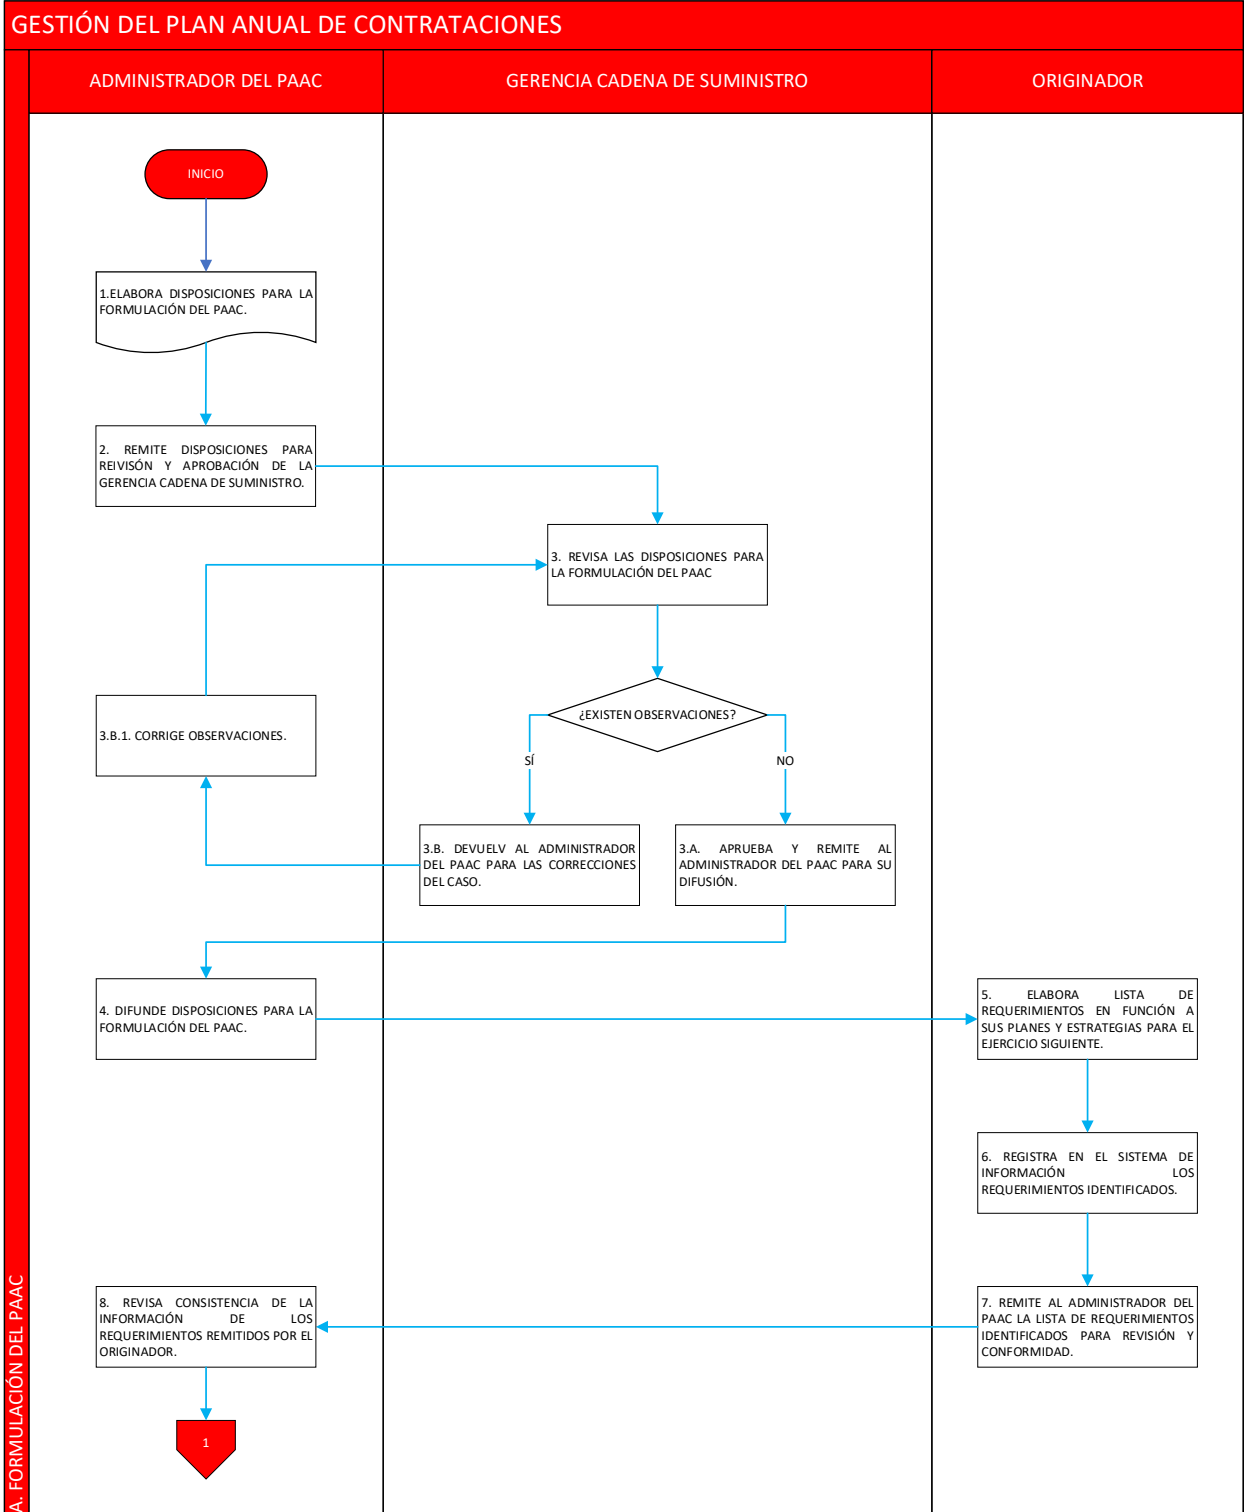 GESTIÓN DEL PLAN ANUAL DE CONTRATACIONES
ADMINISTRADOR DEL PAAC
GERENCIA CADENA DE SUMINISTRO
ORIGINADOR
INICIO
1.ELABORA DISPOSICIONES PARA LA
FORMULACIÓN DEL PAAC.
2. REMITE DISPOSICIONES PARA
REIVISÓN Y APROBACIÓN DE LA
GERENCIA CADENA DE SUMINISTRO.
3. REVISA LAS DISPOSICIONES PARA
LA FORMULACIÓN DEL PAAC
¿EXISTEN OBSERVACIONES?
SÍ
NO
3.B.1. CORRIGE OBSERVACIONES.
3.B. DEVUELV AL ADMINISTRADOR
DEL PAAC PARA LAS CORRECCIONES
DEL CASO.
3.A. APRUEBA Y REMITE AL
ADMINISTRADOR DEL PAAC PARA SU
DIFUSIÓN.
4. DIFUNDE DISPOSICIONES PARA LA
FORMULACIÓN DEL PAAC.
5. ELABORA LISTA DE
REQUERIMIENTOS EN FUNCIÓN A
SUS PLANES Y ESTRATEGIAS PARA EL
EJERCICIO SIGUIENTE.
6. REGISTRA EN EL SISTEMA DE
INFORMACIÓN LOS
REQUERIMIENTOS IDENTIFICADOS.
7. REMITE AL ADMINISTRADOR DEL
PAAC LA LISTA DE REQUERIMIENTOS
IDENTIFICADOS PARA REVISIÓN Y
CONFORMIDAD.
8. REVISA CONSISTENCIA DE LA
INFORMACIÓN DE LOS
REQUERIMIENTOS REMITIDOS POR EL
ORIGINADOR.
1
A. FORMULACIÓN DEL PAAC